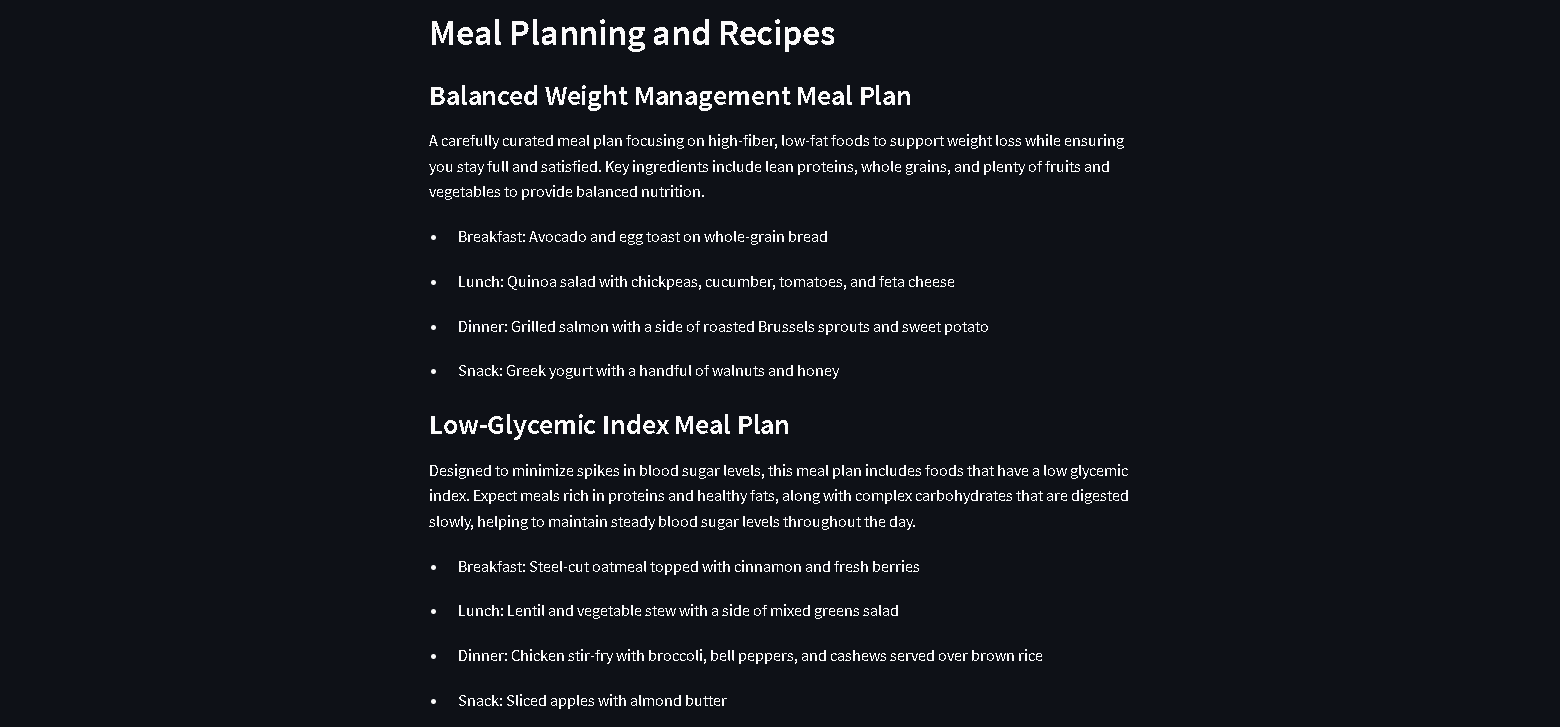 Meal Planning and Recipes
Balanced Weight Management Meal Plan
A carefully curated meal plan focusing on high-fiber, low-fat foods to support weight loss while ensuring
you stay full and satisfied. Key ingredients include lean proteins, whole grains, and plenty of fruits and
vegetables to provide balanced nutrition.
• Breakfast: Avocado and egg toast on whole-grain bread
• Lunch: Quinoa salad with chickpeas, cucumber, tomatoes, and feta cheese
• Dinner: Grilled salmon with a side of roasted Brussels sprouts and sweet potato
• Snack: Greek yogurt with a handful of walnuts and honey
Low-Glycemic Index Meal Plan
Designed to minimize spikes in blood sugar levels, this meal plan includes foods that have a low glycemic
index. Expect meals rich in proteins and healthy fats, along with complex carbohydrates that are digested
slowly, helping to maintain steady blood sugar levels throughout the day.
• Breakfast: Steel-cut oatmeal topped with cinnamon and fresh berries
• Lunch: Lentil and vegetable stew with a side of mixed greens salad
• Dinner: Chicken stir-fry with broccoli, bell peppers, and cashews served over brown rice
• Snack: Sliced apples with almond butter